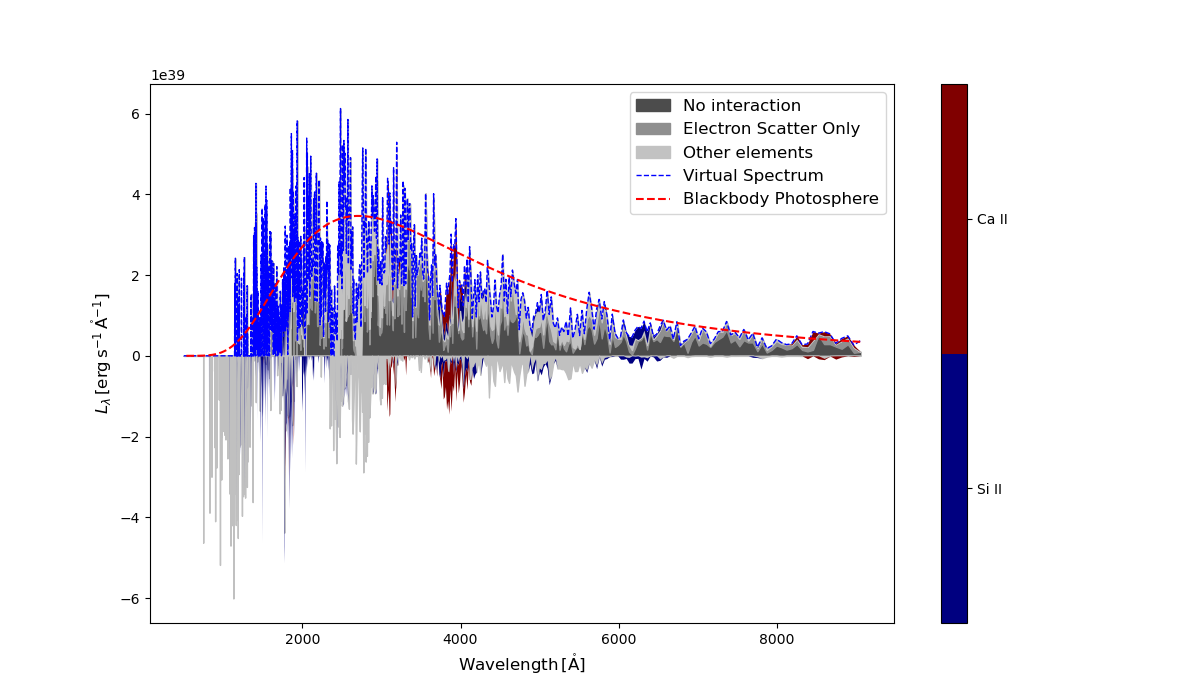 1e39
No interaction
Electron Scatter Only
Other elements
Virtual Spectrum
Blackbody Photosphere
6
4
2
0
−2
−4
−6
L_λ [erg s⁻¹ Å⁻¹]
2000
4000
6000
8000
Wavelength [Å]
Ca II
Si II